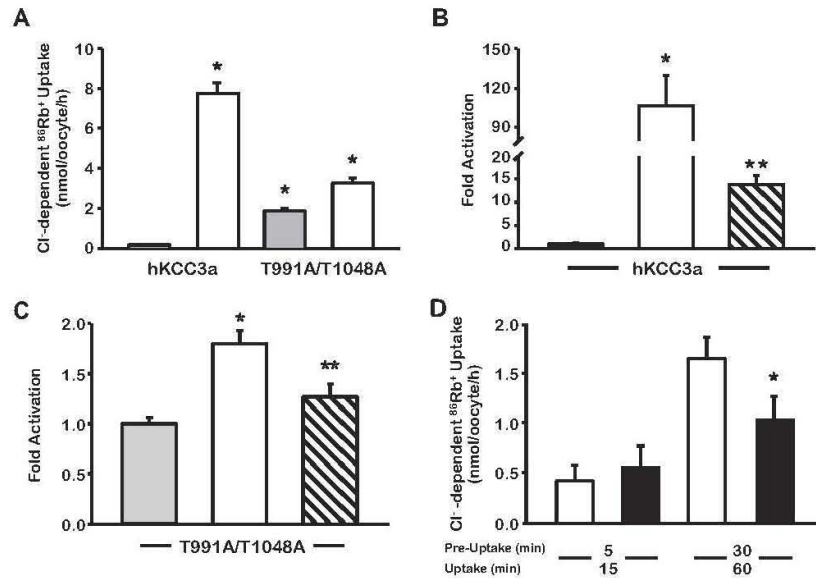 A
Cl⁻-dependent ⁸⁶Rb⁺ Uptake
(nmol/oocyte/h)
10
8
6
4
2
0
*
*
*
hKCC3a
T991A/T1048A
B
Fold Activation
150
120
90
20
15
10
5
0
*
**
hKCC3a
C
Fold Activation
2.0
1.5
1.0
0.5
0.0
*
**
T991A/T1048A
D
Cl⁻-dependent ⁸⁶Rb⁺ Uptake
(nmol/oocyte/h)
2.0
1.5
1.0
0.5
0.0
*
Pre-Uptake (min) 5 30
Uptake (min) 15 60